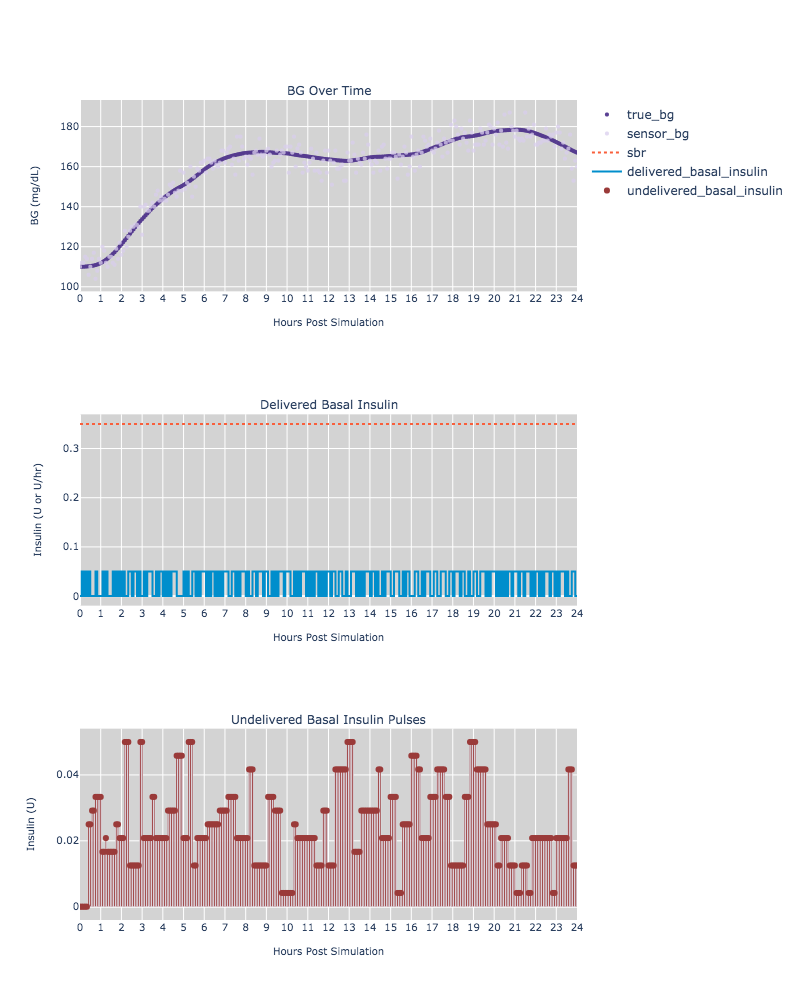 BG Over Time
180
160
140
120
100
BG (mg/dL)
0 1 2 3 4 5 6 7 8 9 10 11 12 13 14 15 16 17 18 19 20 21 22 23 24
Hours Post Simulation
true_bg
sensor_bg
sbr
delivered_basal_insulin
undelivered_basal_insulin
Delivered Basal Insulin
0.3
0.2
0.1
0
Insulin (U or U/hr)
0 1 2 3 4 5 6 7 8 9 10 11 12 13 14 15 16 17 18 19 20 21 22 23 24
Hours Post Simulation
Undelivered Basal Insulin Pulses
0.04
0.02
0
Insulin (U)
0 1 2 3 4 5 6 7 8 9 10 11 12 13 14 15 16 17 18 19 20 21 22 23 24
Hours Post Simulation